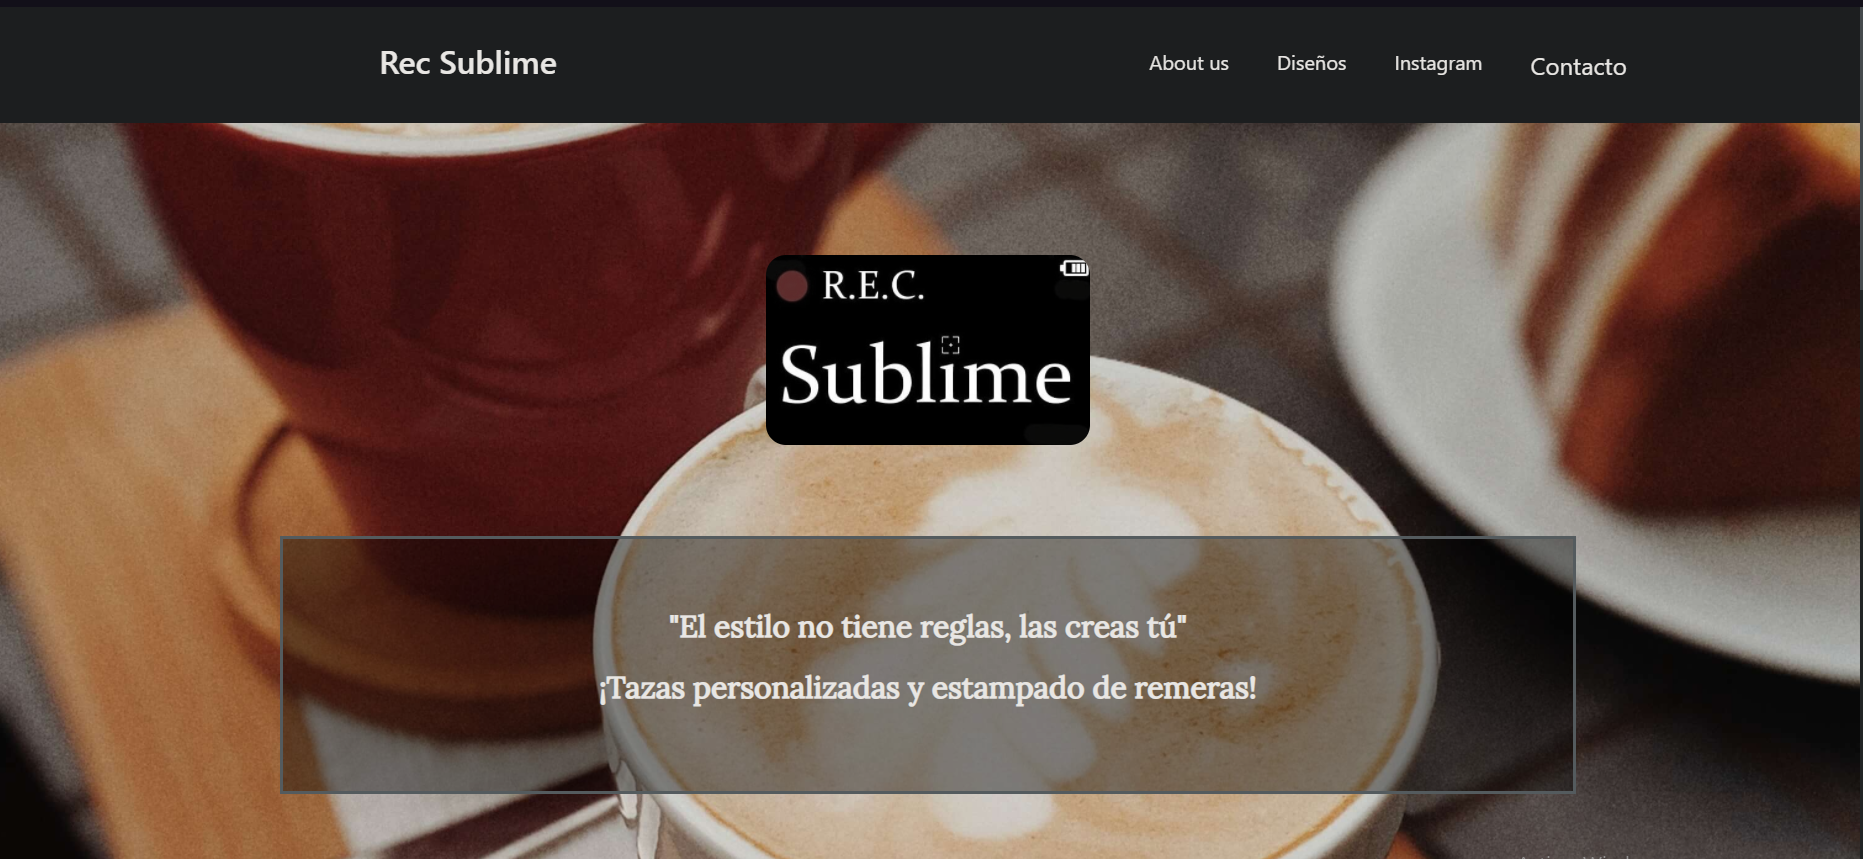 Rec Sublime
About us Diseños Instagram Contacto
R.E.C.
Sublime
"El estilo no tiene reglas, las creas tú"
¡Tazas personalizadas y estampado de remeras!